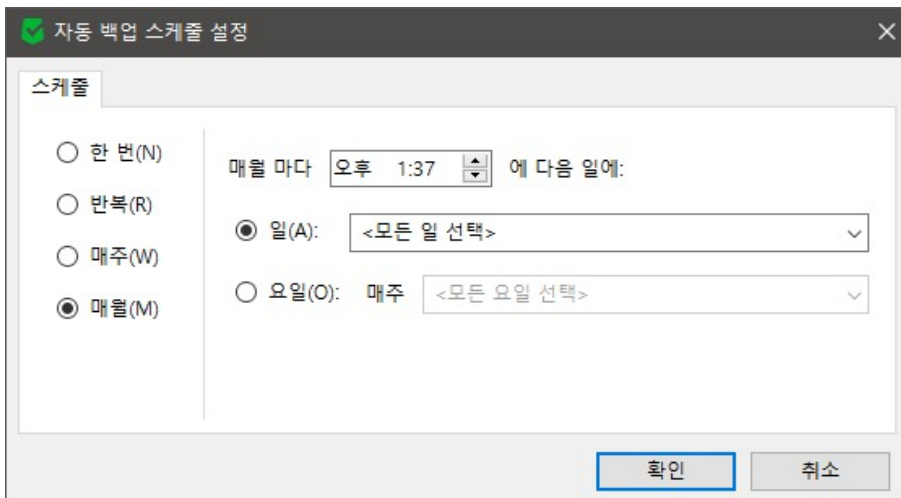 자동 백업 스케줄 설정
스케줄
한 번(N)
반복(R)
매주(W)
매월(M)
매월 마다 오후 1:37 에 다음 일에:
일(A): <모든 일 선택>
요일(O): 매주 <모든 요일 선택>
확인 취소